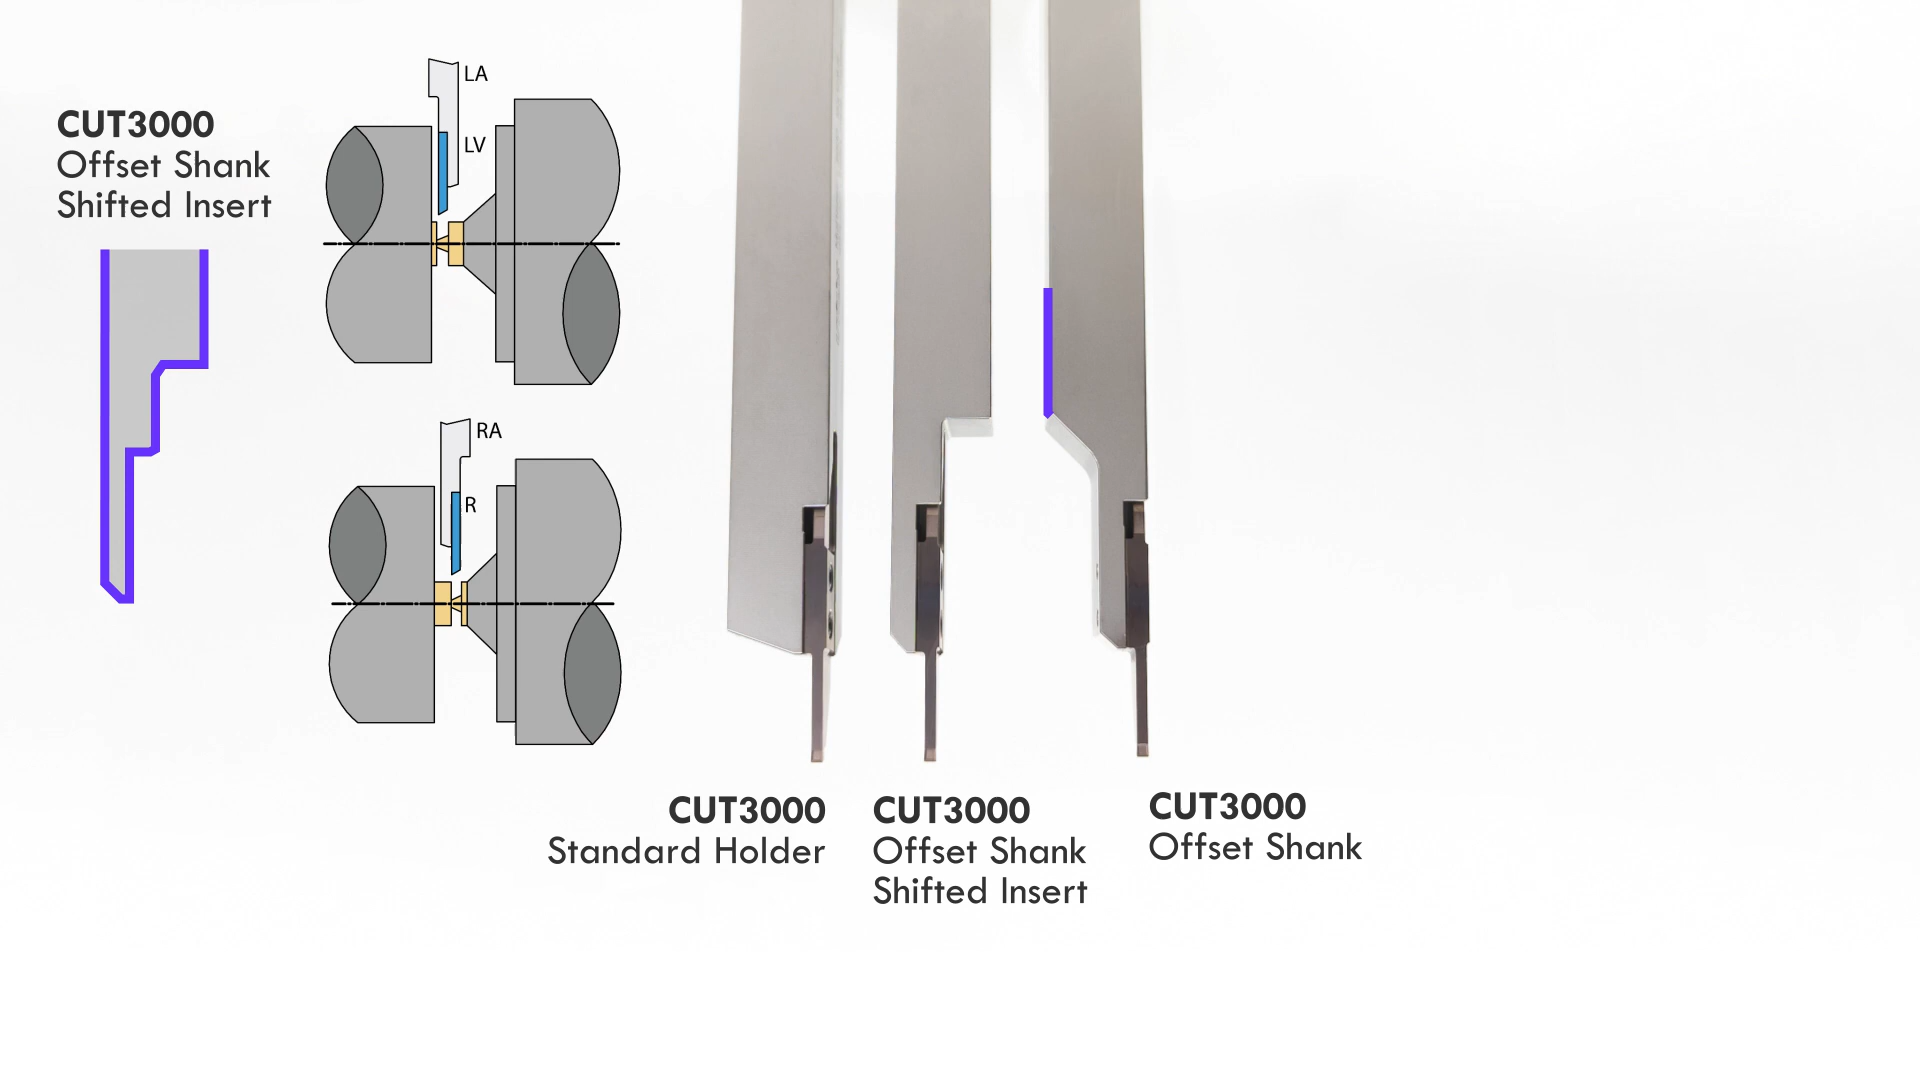 CUT3000
Offset Shank
Shifted Insert
LA
LV
RA
R
CUT3000
Standard Holder
CUT3000
Offset Shank
Shifted Insert
CUT3000
Offset Shank